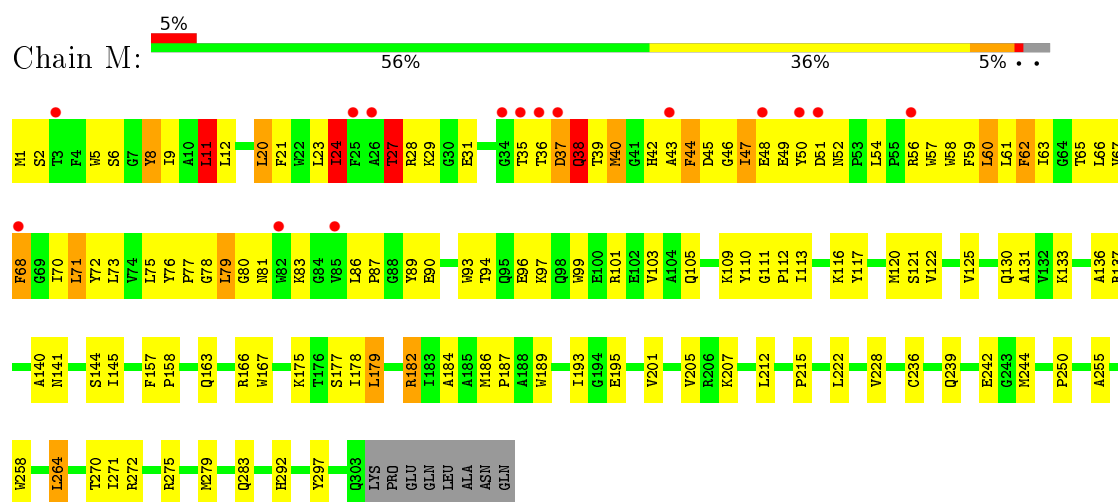 5%
Chain M:
56% 36% 5% . .
M1 S2 T3 F4 W5 S6 G7 Y8 I9 A10 L11 L12 L20 F21 W22 L23 I24 F25 A26 T27 R28 K29 G30 E31 G34 T35 T36 D37 Q38 T39 M40 G41 H42 A43 F44 D45 G46 I47 E48 E49 Y50 D51 N52 P53 L54 P55 R56 W57 W58 F59 L60 L61 F62 I63 G64 T65 L66 V67
F68 G69 I70 L71 Y72 L73 V74 L75 Y76 P77 G78 L79 G80 N81 W82 K83 G84 V85 L86 P87 G88 Y89 E90 W93 T94 Q95 E96 K97 Q98 W99 E100 R101 E102 V103 A104 Q105 K109 Y110 G111 P112 I113 K116 Y117 M120 S121 V122 V125 Q130 A131 V132 K133 A136 R137
A140 N141 S144 I145 F157 P158 Q163 R166 W167 K175 T176 S177 I178 L179 R182 I183 A184 A185 M186 P187 A188 W189 I193 G194 E195 V201 V205 R206 K207 L212 P215 L222 V228 C236 Q239 E242 G243 M244 P250 A255
W258 L264 T270 I271 R272 R275 M279 Q283 H292 Y297 Q303 LYS PRO GLU GLN LEU ALA ASN GLN